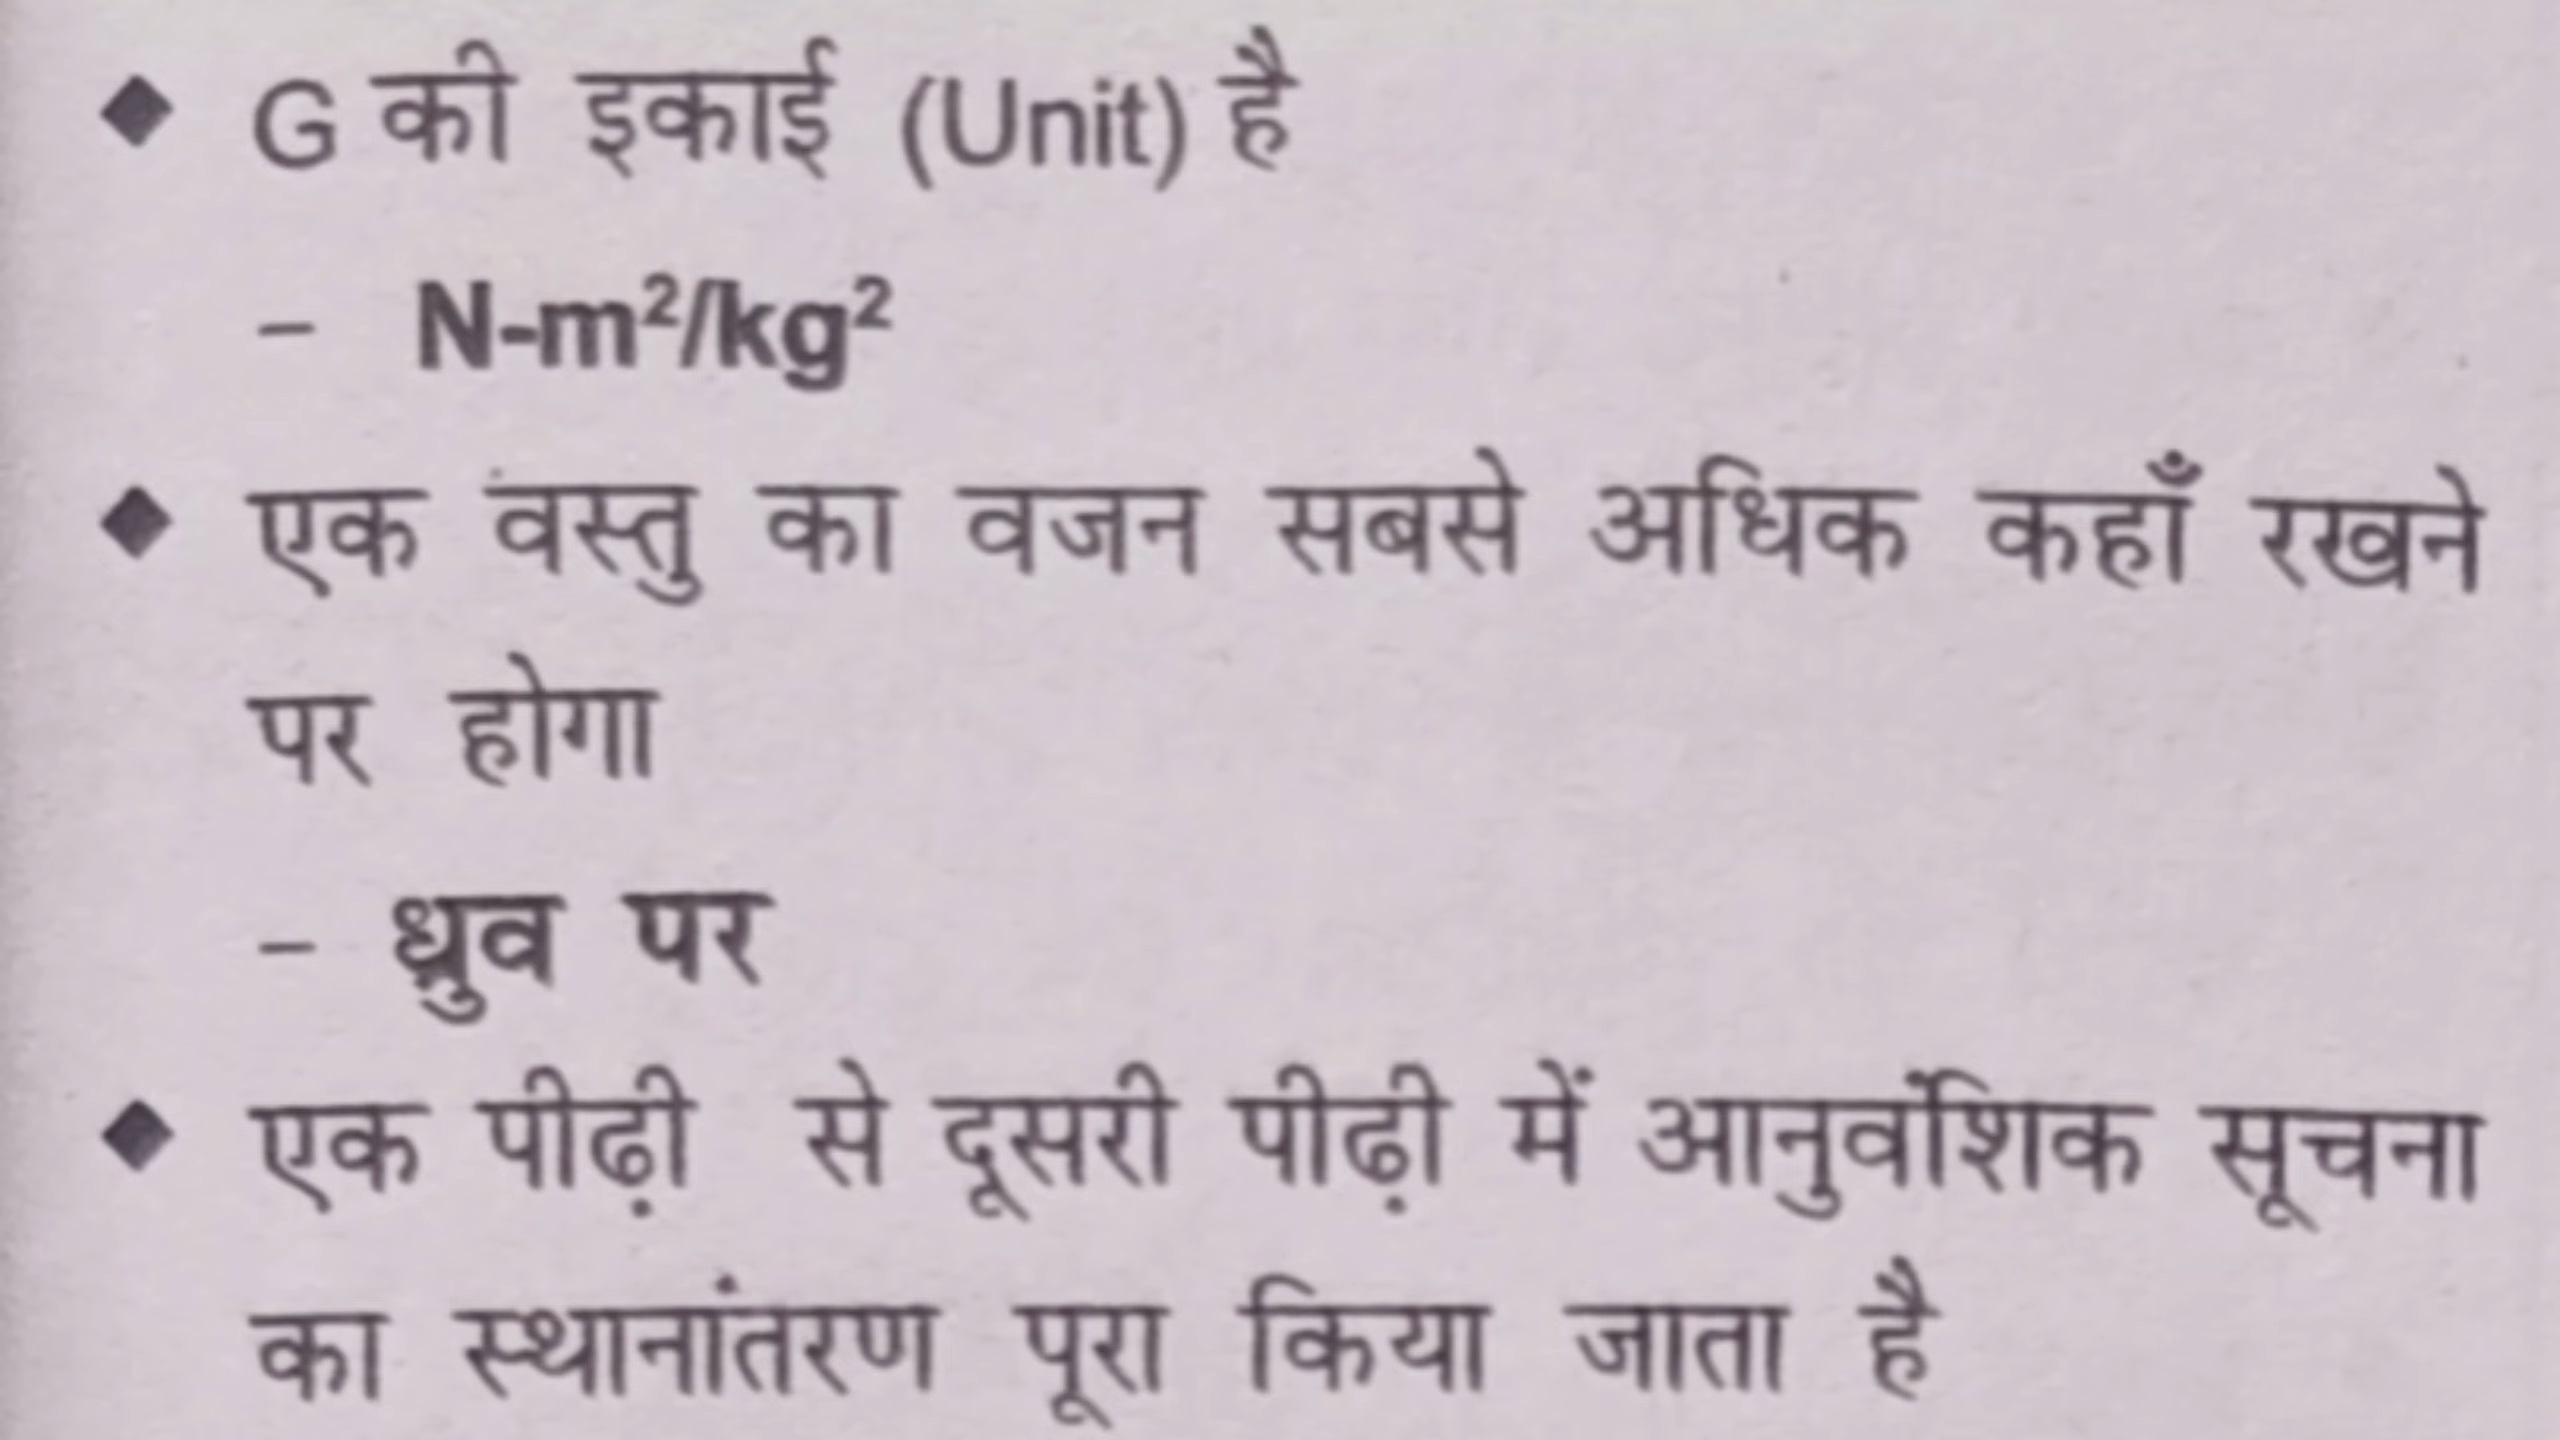 ◆ G की इकाई (Unit) है
– N-m²/kg²
◆ एक वस्तु का वजन सबसे अधिक कहाँ रखने
पर होगा
– ध्रुव पर
◆ एक पीढ़ी से दूसरी पीढ़ी में आनुवंशिक सूचना
का स्थानांतरण पूरा किया जाता है